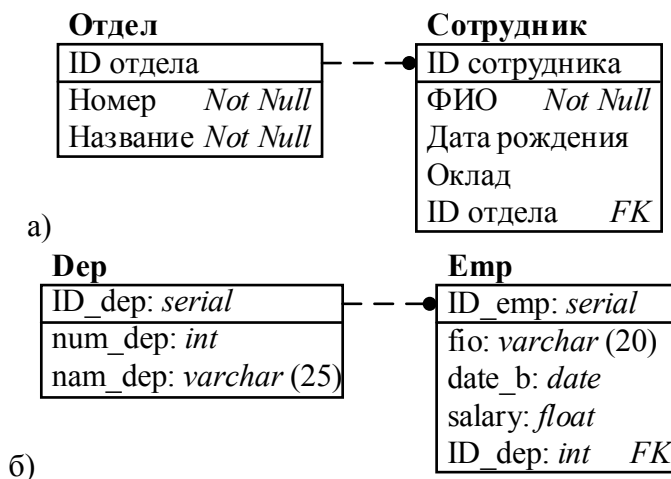 Отдел
ID отдела
Номер Not Null
Название Not Null
Сотрудник
ID сотрудника
ФИО Not Null
Дата рождения
Оклад
ID отдела FK
а)
Dep
ID_dep: serial
num_dep: int
nam_dep: varchar (25)
Emp
ID_emp: serial
fio: varchar (20)
date_b: date
salary: float
ID_dep: int FK
б)